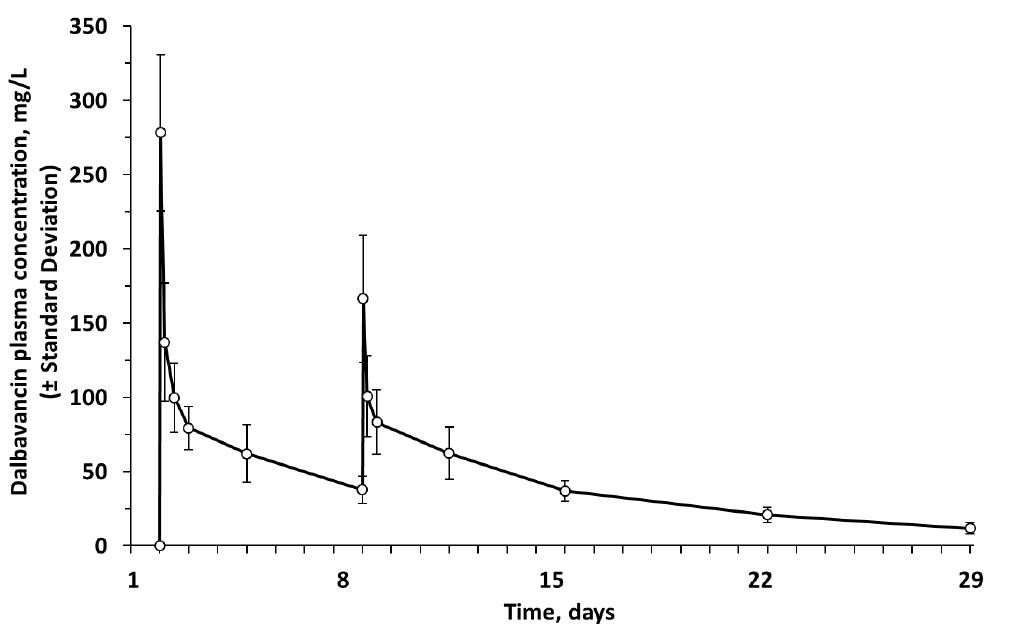 Dalbavancin plasma concentration, mg/L
(± Standard Deviation)
350
300
250
200
150
100
50
0
1 8 15 22 29
Time, days